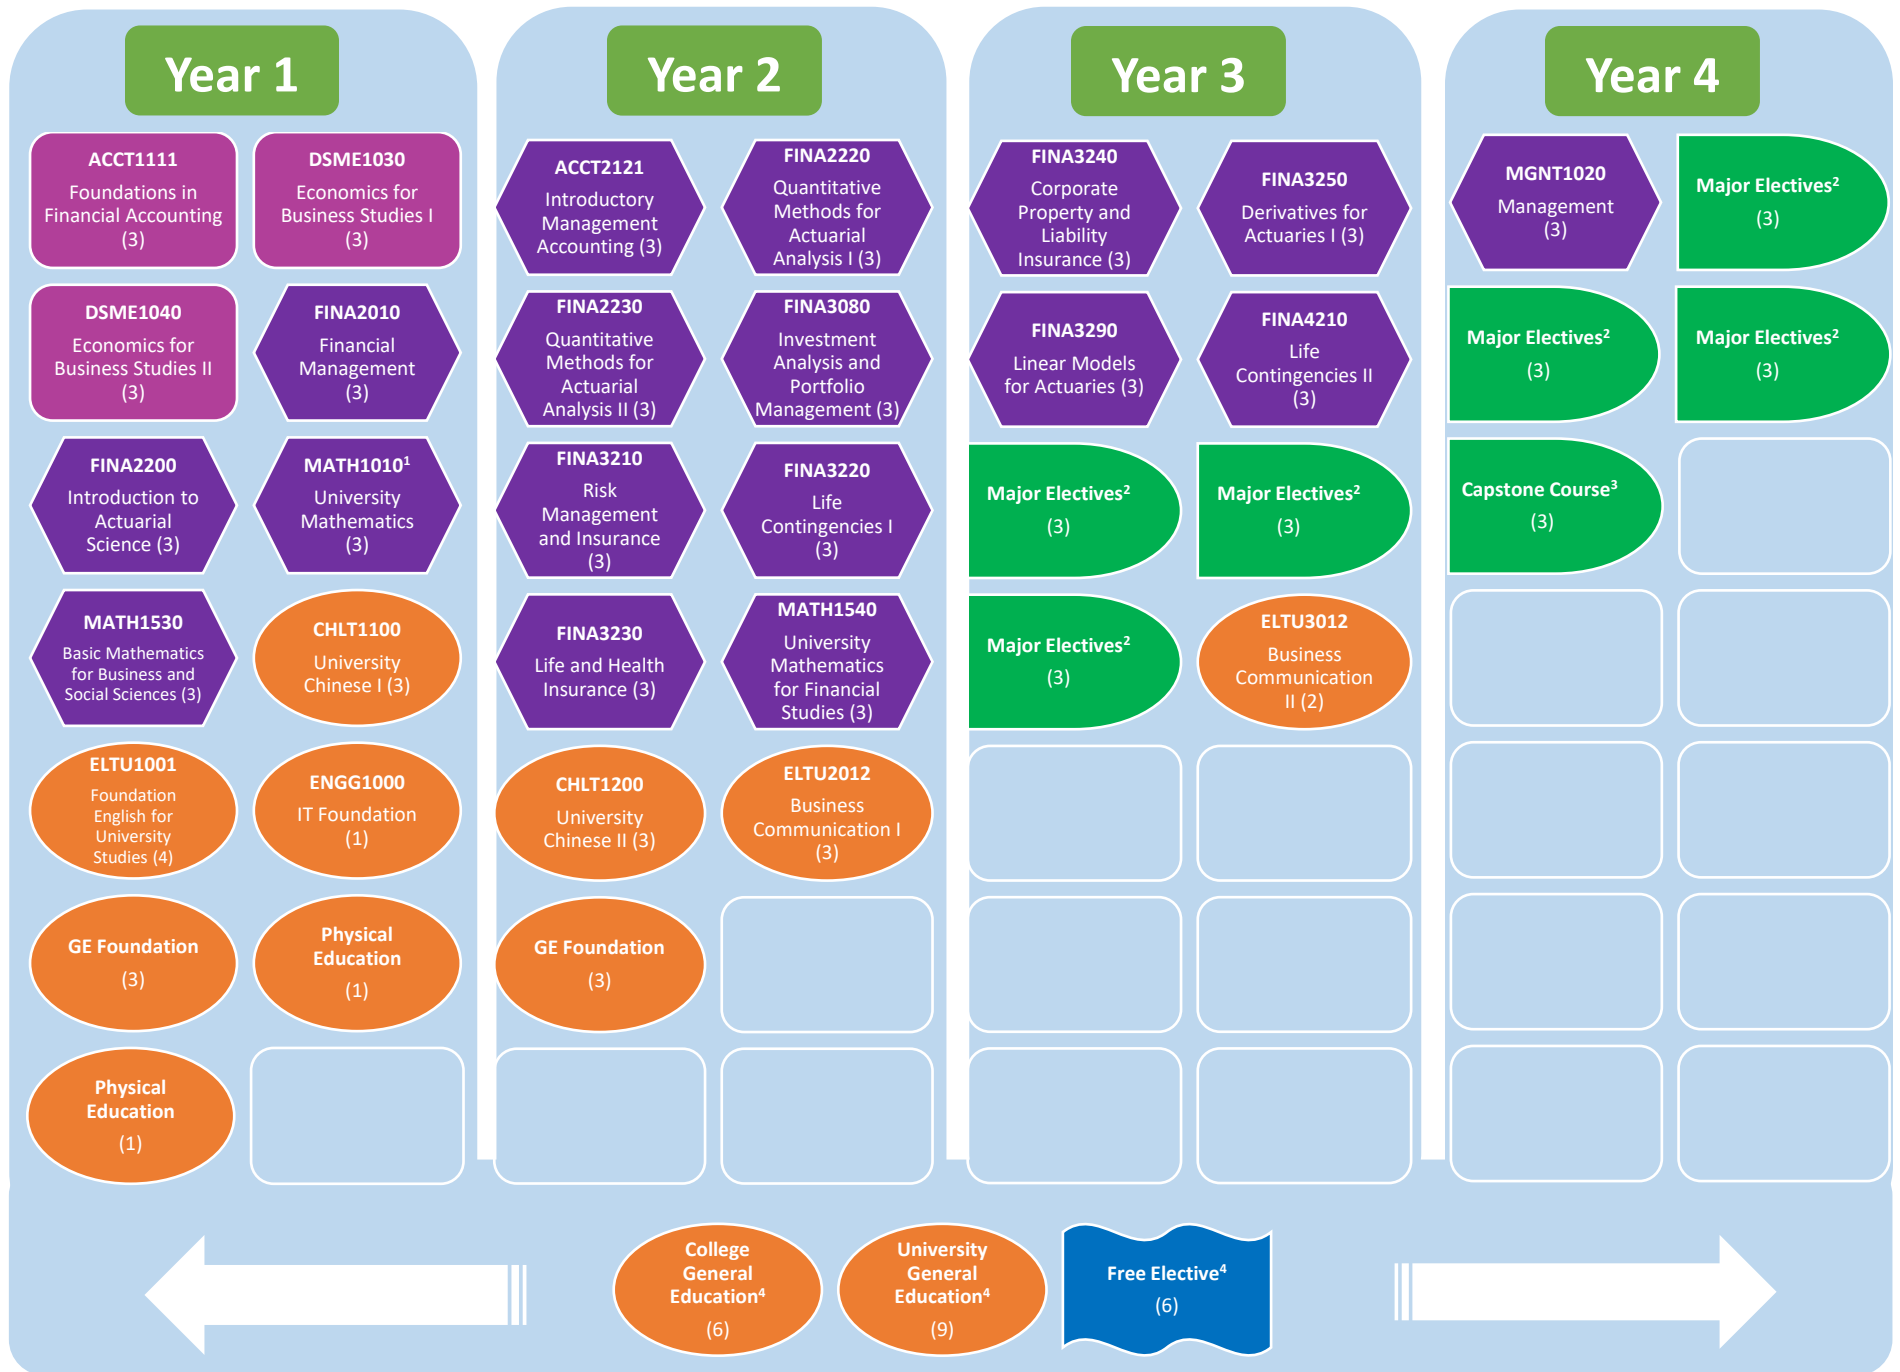 Year 1
ACCT1111
Foundations in
Financial Accounting
(3)
DSME1030
Economics for
Business Studies I
(3)
DSME1040
Economics for
Business Studies II
(3)
FINA2010
Financial
Management
(3)
FINA2200
Introduction to
Actuarial
Science (3)
MATH1010¹
University
Mathematics
(3)
MATH1530
Basic Mathematics
for Business and
Social Sciences (3)
CHLT1100
University
Chinese I (3)
ELTU1001
Foundation
English for
University
Studies (4)
ENGG1000
IT Foundation
(1)
GE Foundation
(3)
Physical
Education
(1)
Physical
Education
(1)
Year 2
ACCT2121
Introductory
Management
Accounting (3)
FINA2220
Quantitative
Methods for
Actuarial
Analysis I (3)
FINA2230
Quantitative
Methods for
Actuarial
Analysis II (3)
FINA3080
Investment
Analysis and
Portfolio
Management (3)
FINA3210
Risk
Management
and Insurance
(3)
FINA3220
Life
Contingencies I
(3)
FINA3230
Life and Health
Insurance (3)
MATH1540
University
Mathematics
for Financial
Studies (3)
CHLT1200
University
Chinese II (3)
ELTU2012
Business
Communication I
(3)
GE Foundation
(3)
Year 3
FINA3240
Corporate
Property and
Liability
Insurance (3)
FINA3250
Derivatives for
Actuaries I (3)
FINA3290
Linear Models
for Actuaries (3)
FINA4210
Life
Contingencies II
(3)
Major Electives²
(3)
Major Electives²
(3)
Major Electives²
(3)
ELTU3012
Business
Communication
II (2)
Year 4
MGNT1020
Management
(3)
Major Electives²
(3)
Major Electives²
(3)
Major Electives²
(3)
Capstone Course³
(3)
College
General
Education⁴
(6)
University
General
Education⁴
(9)
Free Elective⁴
(6)